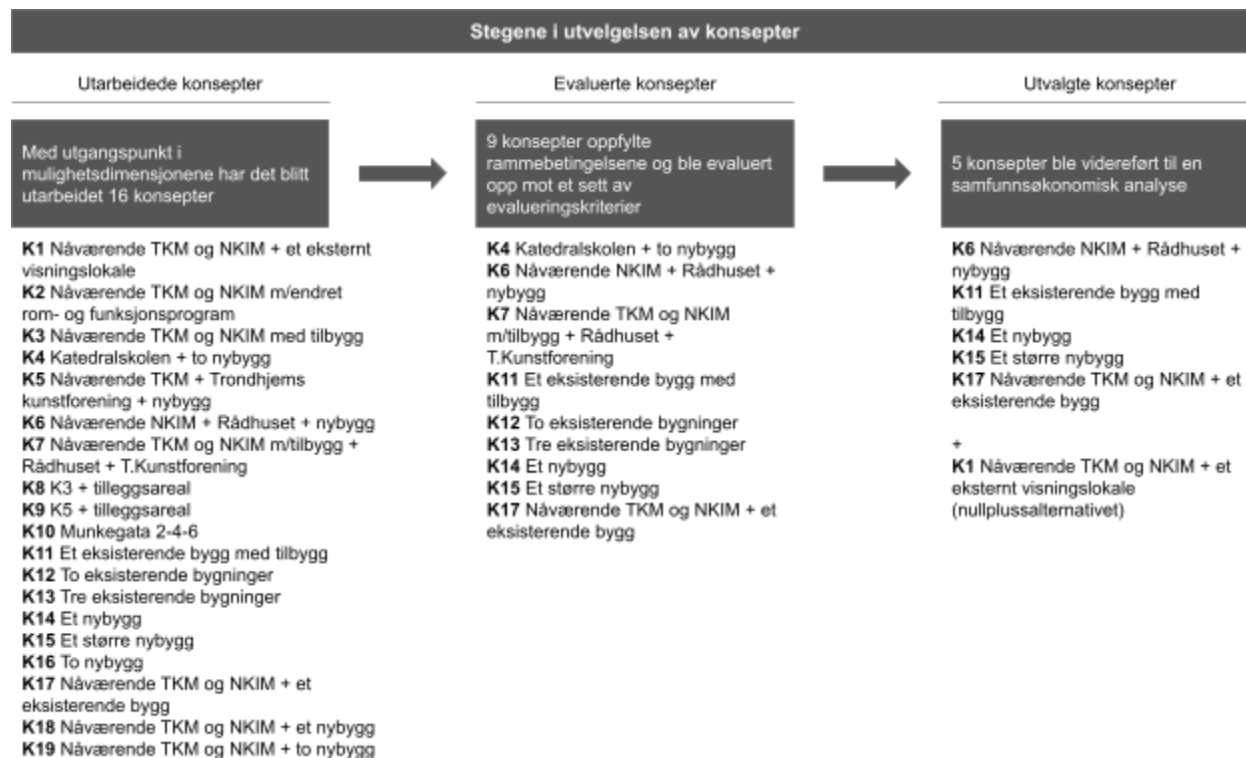 Stegene i utvelgelsen av konsepter
Utarbeidede konsepter
Med utgangspunkt i
mulighetsdimensjonene har det blitt
utarbeidet 16 konsepter
K1 Nåværende TKM og NKIM + et eksternt
visningslokale
K2 Nåværende TKM og NKIM m/endret
rom- og funksjonsprogram
K3 Nåværende TKM og NKIM med tilbygg
K4 Katedralskolen + to nybygg
K5 Nåværende TKM + Trondhjems
kunstforening + nybygg
K6 Nåværende NKIM + Rådhuset + nybygg
K7 Nåværende TKM og NKIM m/tilbygg +
Rådhuset + T.Kunstforening
K8 K3 + tilleggsareal
K9 K5 + tilleggsareal
K10 Munkegata 2-4-6
K11 Et eksisterende bygg med tilbygg
K12 To eksisterende bygninger
K13 Tre eksisterende bygninger
K14 Et nybygg
K15 Et større nybygg
K16 To nybygg
K17 Nåværende TKM og NKIM + et
eksisterende bygg
K18 Nåværende TKM og NKIM + et nybygg
K19 Nåværende TKM og NKIM + to nybygg
Evaluerte konsepter
9 konsepter oppfylte
rammebetingelsene og ble evaluert
opp mot et sett av
evalueringskriterier
K4 Katedralskolen + to nybygg
K6 Nåværende NKIM + Rådhuset +
nybygg
K7 Nåværende TKM og NKIM
m/tilbygg + Rådhuset +
T.Kunstforening
K11 Et eksisterende bygg med
tilbygg
K12 To eksisterende bygninger
K13 Tre eksisterende bygninger
K14 Et nybygg
K15 Et større nybygg
K17 Nåværende TKM og NKIM + et
eksisterende bygg
Utvalgte konsepter
5 konsepter ble videreført til en
samfunnsøkonomisk analyse
K6 Nåværende NKIM + Rådhuset +
nybygg
K11 Et eksisterende bygg med
tilbygg
K14 Et nybygg
K15 Et større nybygg
K17 Nåværende TKM og NKIM + et
eksisterende bygg
+
K1 Nåværende TKM og NKIM + et
eksternt visningslokale
(nullplussalternativet)